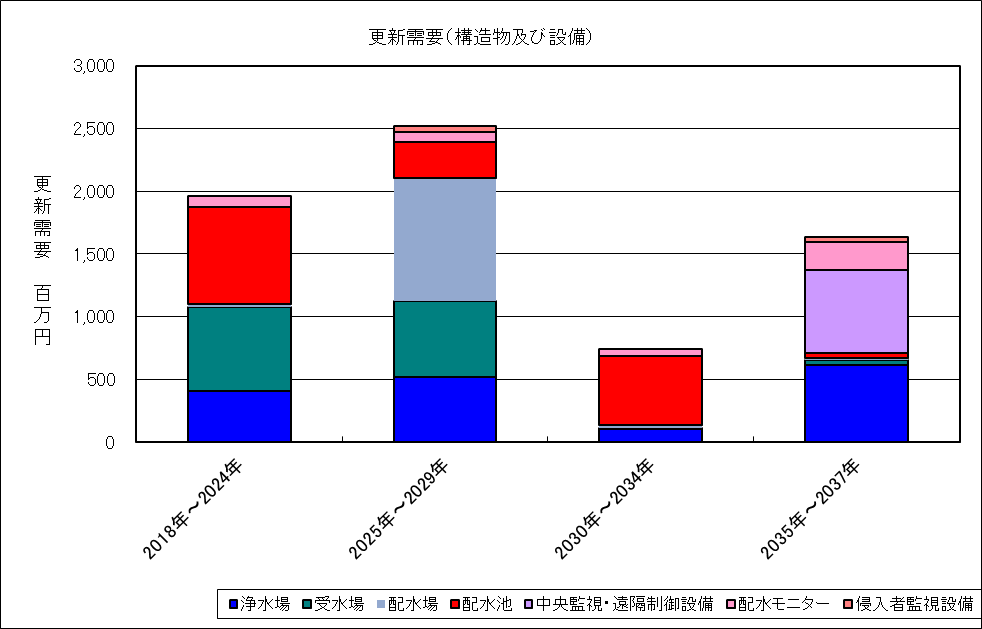 更新需要(構造物及び設備)
3,000
2,500
2,000
1,500
1,000
500
0
更新需要 百万円
2018年～2024年
2025年～2029年
2030年～2034年
2035年～2037年
浄水場 受水場 配水場 配水池 中央監視・遠隔制御設備 配水モニター 侵入者監視設備